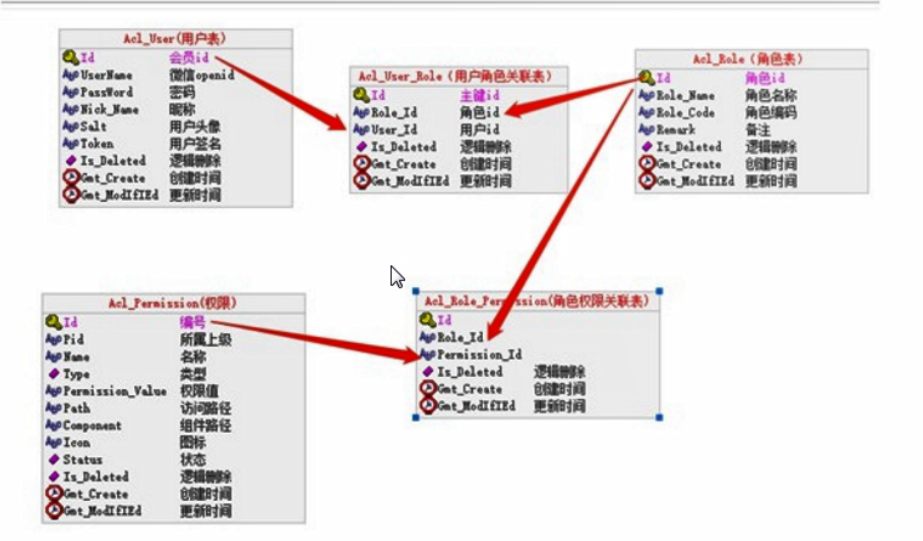 Acl_User(用户表)
Id 会员id
UserName 微信openid
PassWord 密码
Nick_Name 昵称
Salt 用户头像
Token 用户签名
Is_Deleted 逻辑删除
Gmt_Create 创建时间
Gmt_ModIfIEd 更新时间
Acl_User_Role（用户角色关联表）
Id 主键id
Role_Id 角色id
User_Id 用户id
Is_Deleted 逻辑删除
Gmt_Create 创建时间
Gmt_ModIfIEd 更新时间
Acl_Role（角色表）
Id 角色id
Role_Name 角色名称
Role_Code 角色编码
Remark 备注
Is_Deleted 逻辑删除
Gmt_Create 创建时间
Gmt_ModIfIEd 更新时间
Acl_Permission(权限)
Id 编号
Pid 所属上级
Name 名称
Type 类型
Permission_Value 权限值
Path 访问路径
Component 组件路径
Icon 图标
Status 状态
Is_Deleted 逻辑删除
Gmt_Create 创建时间
Gmt_ModIfIEd 更新时间
Acl_Role_Permission(角色权限关联表)
Id
Role_Id
Permission_Id
Is_Deleted 逻辑删除
Gmt_Create 创建时间
Gmt_ModIfIEd 更新时间